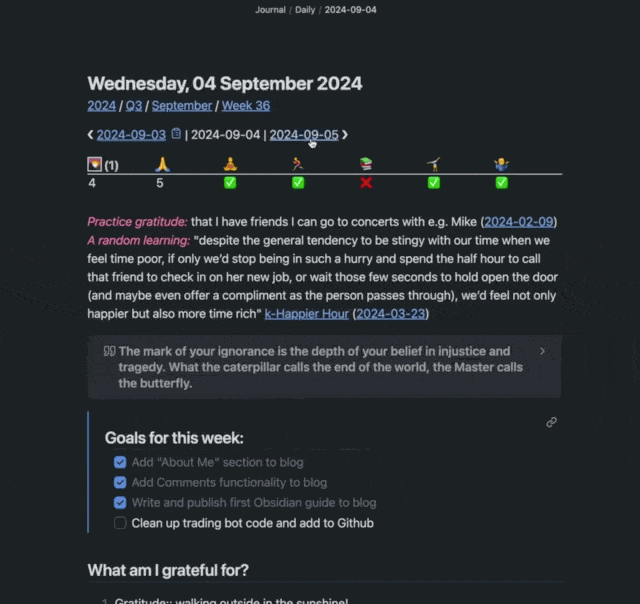 Journal / Daily / 2024-09-04
Wednesday, 04 September 2024
2024 / Q3 / September / Week 36
❮ 2024-09-03 | 2024-09-04 | 2024-09-05 ❯
(1)
4 5
Practice gratitude: that I have friends I can go to concerts with e.g. Mike (2024-02-09)
A random learning: "despite the general tendency to be stingy with our time when we
feel time poor, if only we'd stop being in such a hurry and spend the half hour to call
that friend to check in on her new job, or wait those few seconds to hold open the door
(and maybe even offer a compliment as the person passes through), we'd feel not only
happier but also more time rich" k-Happier Hour (2024-03-23)
The mark of your ignorance is the depth of your belief in injustice and
tragedy. What the caterpillar calls the end of the world, the Master calls
the butterfly.
Goals for this week:
Add "About Me" section to blog
Add Comments functionality to blog
Write and publish first Obsidian guide to blog
Clean up trading bot code and add to Github
What am I grateful for?
1. Gratitude:: walking outside in the sunshine!